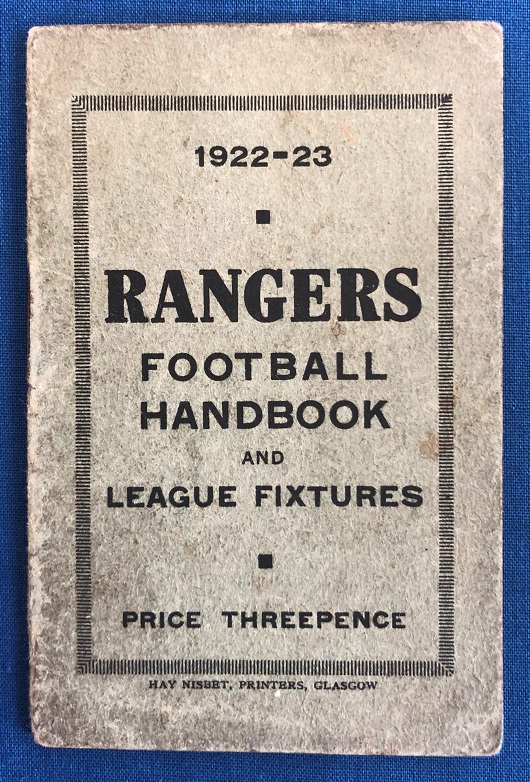 1922-23
RANGERS
FOOTBALL
HANDBOOK
AND
LEAGUE FIXTURES
PRICE THREEPENCE
HAY NISBET, PRINTERS, GLASGOW